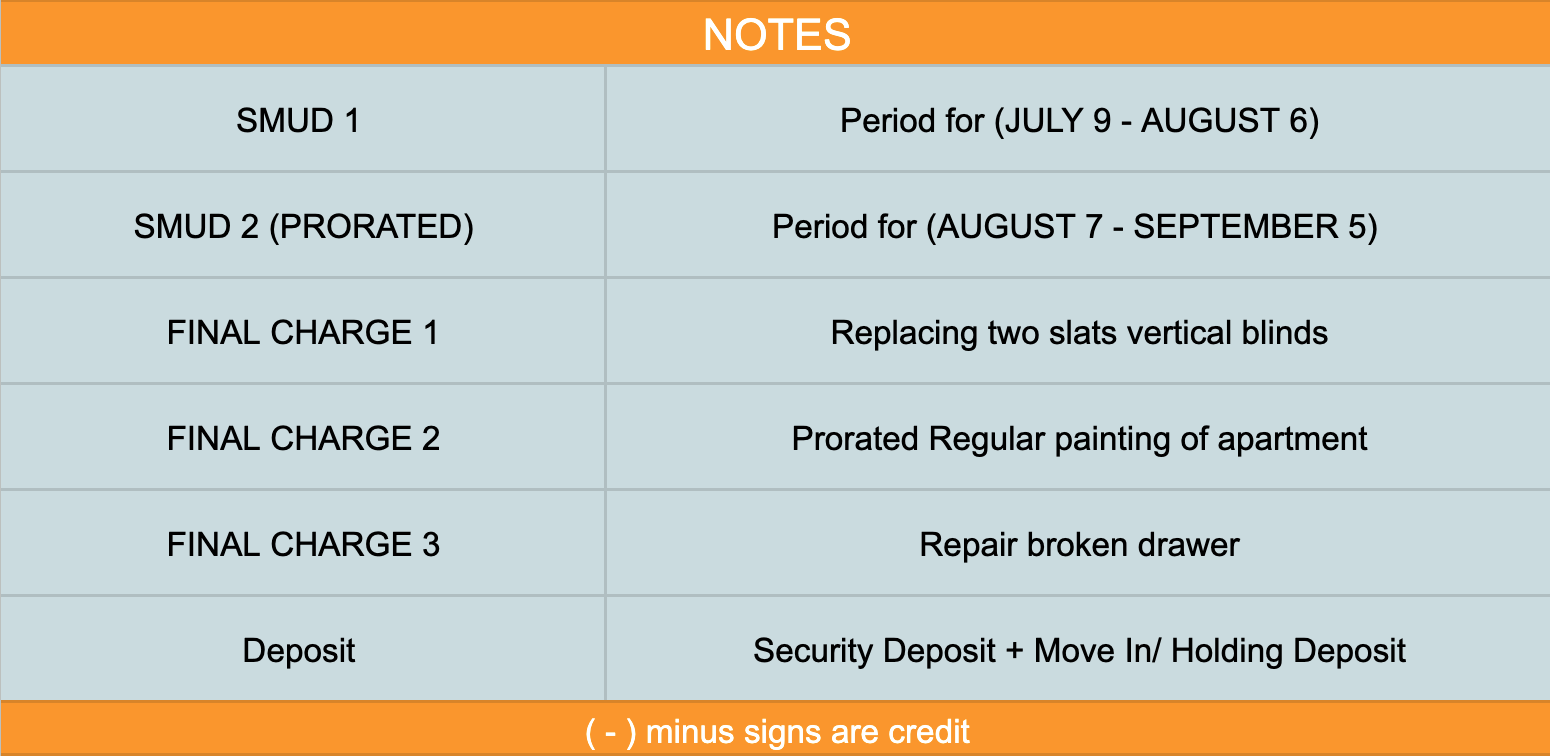 NOTES
SMUD 1
Period for (JULY 9 - AUGUST 6)
SMUD 2 (PRORATED)
Period for (AUGUST 7 - SEPTEMBER 5)
FINAL CHARGE 1
Replacing two slats vertical blinds
FINAL CHARGE 2
Prorated Regular painting of apartment
FINAL CHARGE 3
Repair broken drawer
Deposit
Security Deposit + Move In/ Holding Deposit
( - ) minus signs are credit